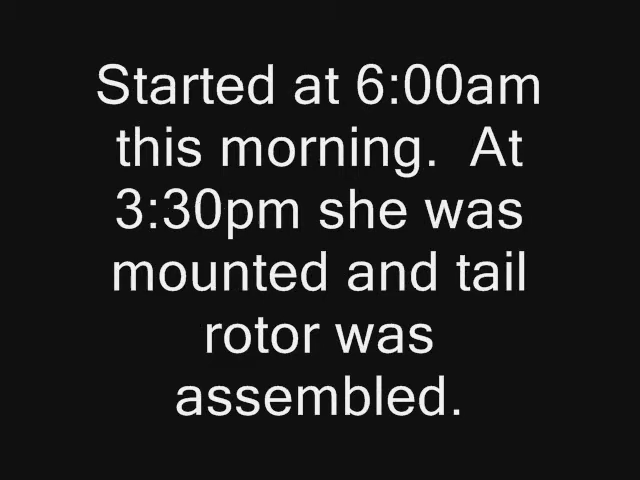 Started at 6:00am
this morning.  At
3:30pm she was
mounted and tail
rotor was
assembled.